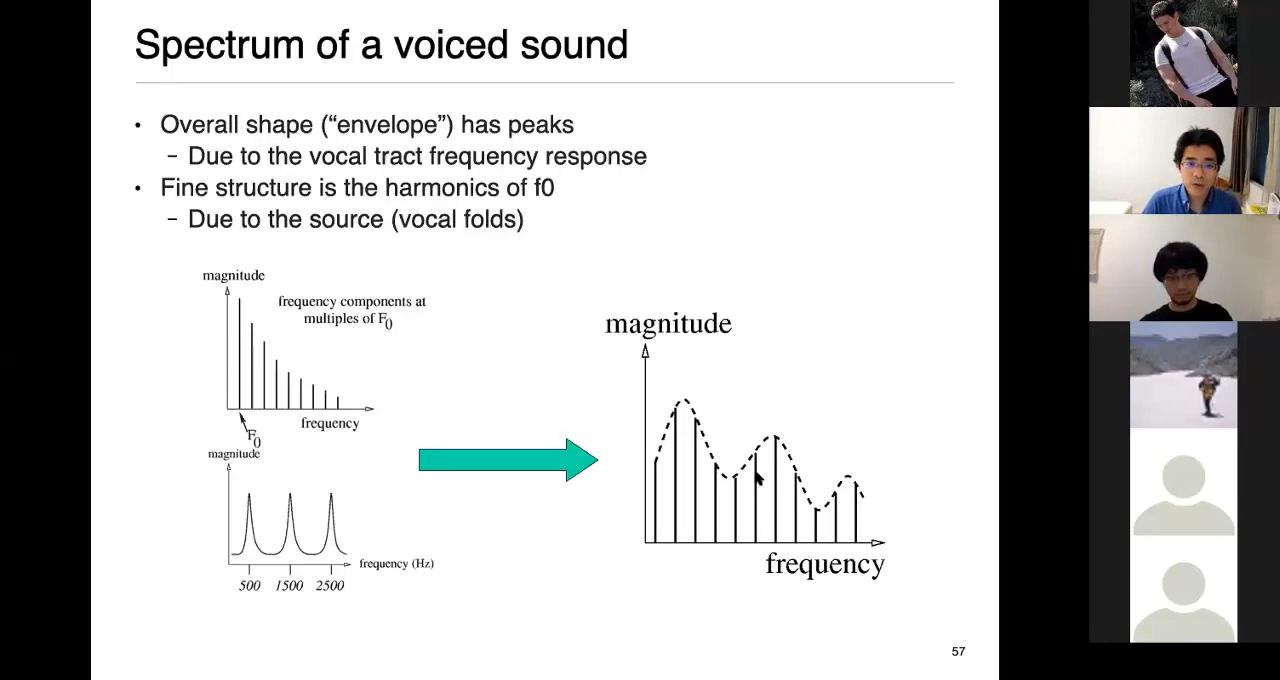 Spectrum of a voiced sound
• Overall shape (“envelope”) has peaks
– Due to the vocal tract frequency response
• Fine structure is the harmonics of f0
– Due to the source (vocal folds)
magnitude
frequency components at
multiples of F0
frequency
F0
magnitude
frequency (Hz)
500 1500 2500
magnitude
frequency
57